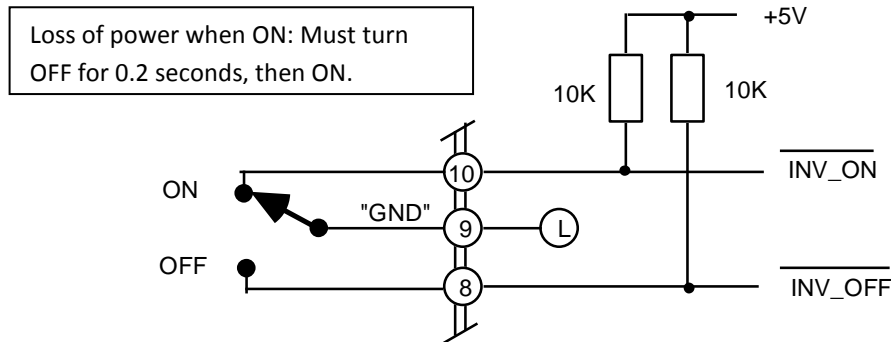 Loss of power when ON: Must turn
OFF for 0.2 seconds, then ON.
+5V
10K
10K
10
INV_ON
ON
"GND"
9
L
OFF
8
INV_OFF